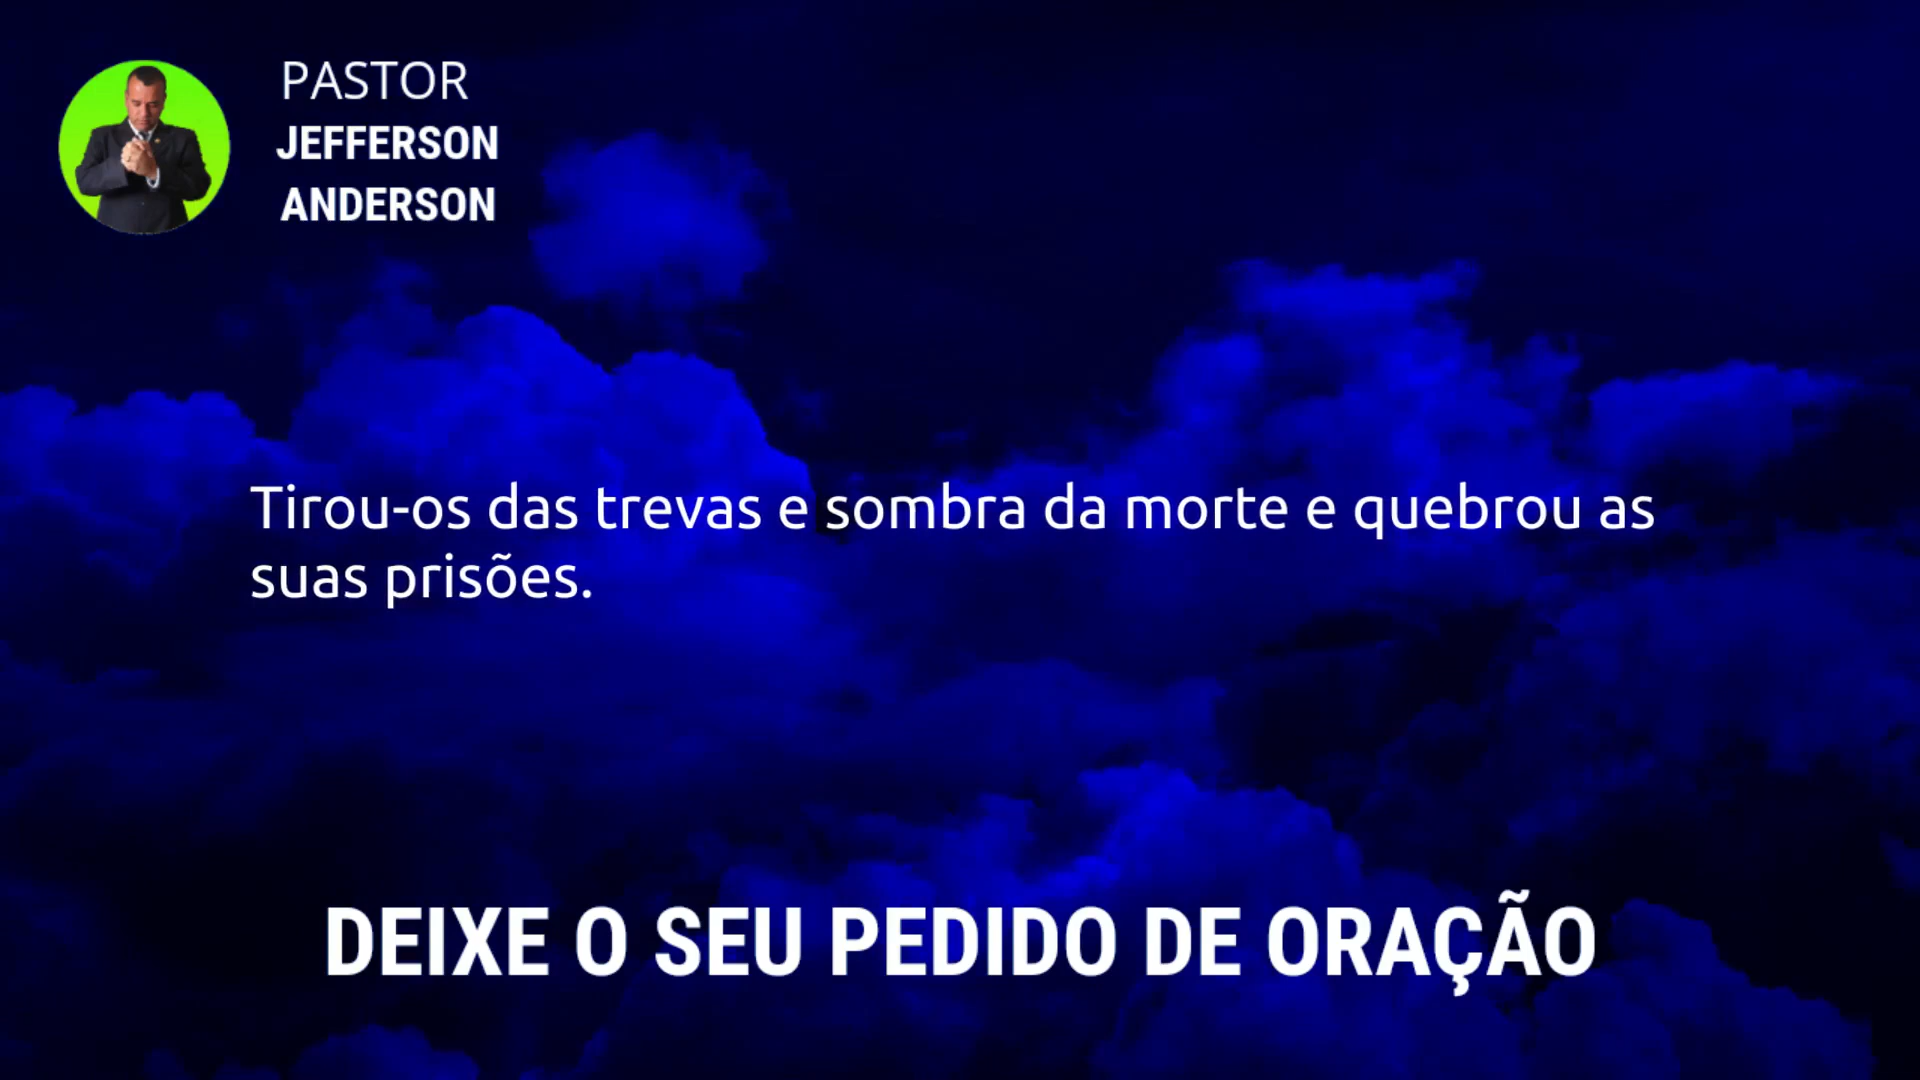 PASTOR
JEFFERSON
ANDERSON
Tirou-os das trevas e sombra da morte e quebrou as
suas prisões.
DEIXE O SEU PEDIDO DE ORAÇÃO